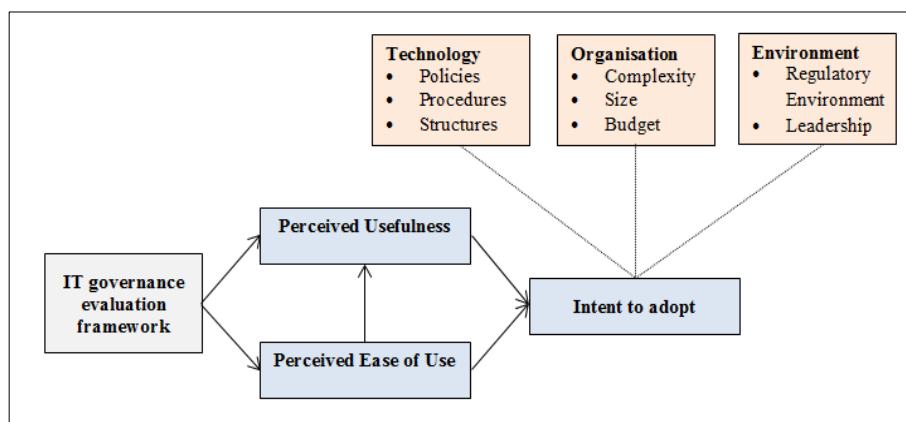 Technology
• Policies
• Procedures
• Structures
Organisation
• Complexity
• Size
• Budget
Environment
• Regulatory
Environment
• Leadership
Perceived Usefulness
IT governance
evaluation
framework
Intent to adopt
Perceived Ease of Use